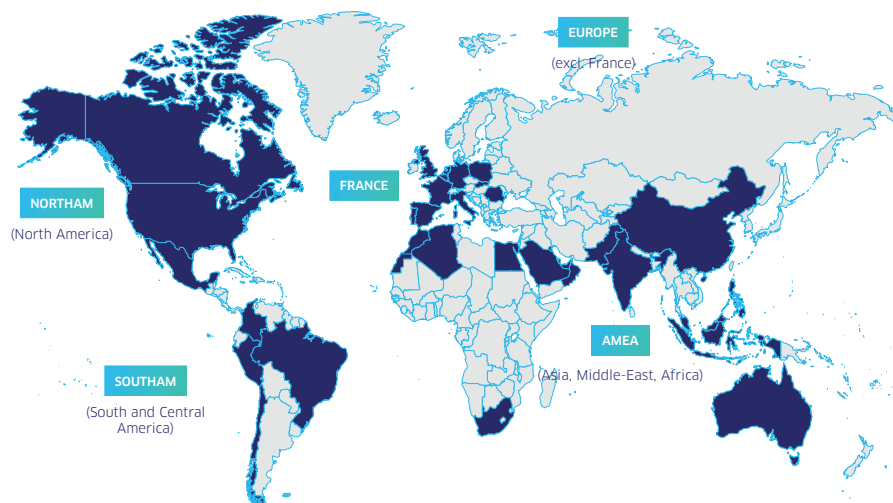 EUROPE
(excl. France)
FRANCE
NORTHAM
(North America)
AMEA
(Asia, Middle-East, Africa)
SOUTHAM
(South and Central
America)